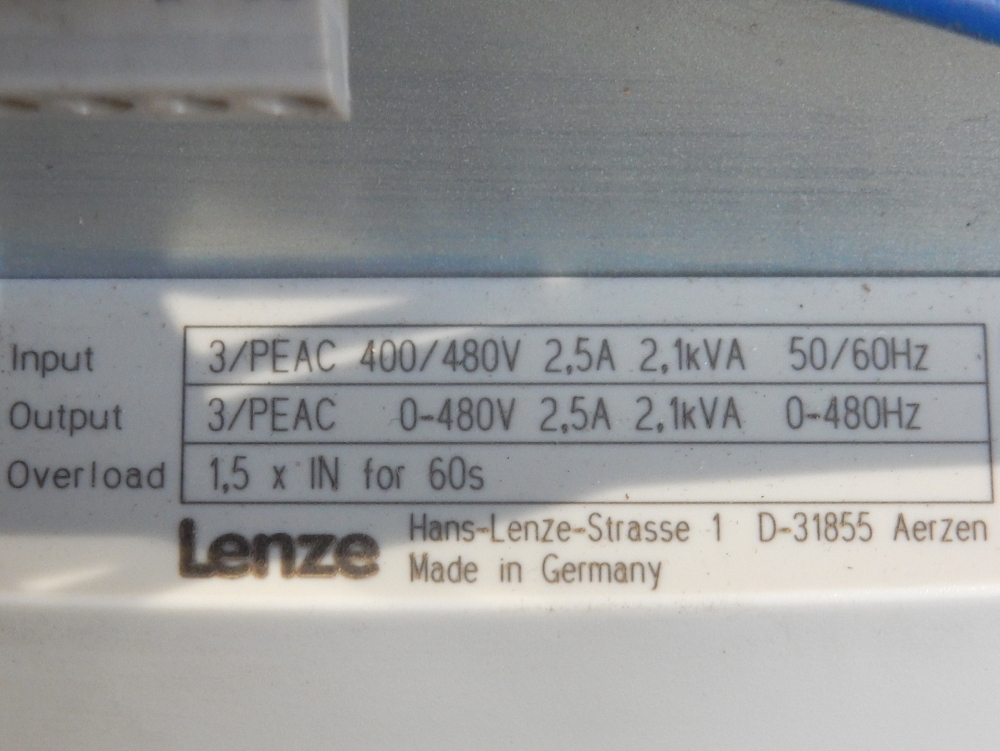 Input 3/PEAC 400/480V 2,5A 2,1kVA 50/60Hz
Output 3/PEAC 0-480V 2,5A 2,1kVA 0-480Hz
Overload 1,5 x IN for 60s
Lenze Hans-Lenze-Strasse 1 D-31855 Aerzen
Made in Germany